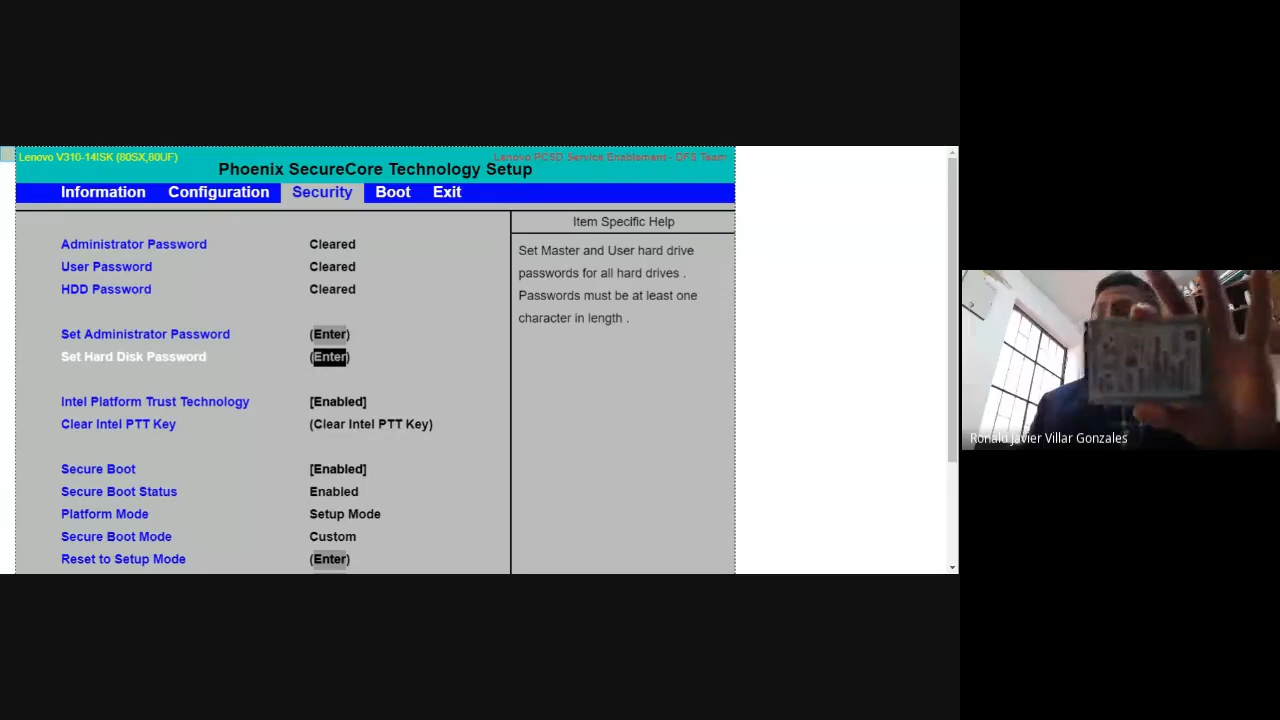 Lenovo V310-14ISK (80SX,80UF)
Lenovo PCSD Service Enablement - DFS Team
Phoenix SecureCore Technology Setup
Information Configuration Security Boot Exit
Item Specific Help
Administrator Password Cleared
User Password Cleared
HDD Password Cleared
Set Administrator Password (Enter)
Set Hard Disk Password (Enter)
Intel Platform Trust Technology [Enabled]
Clear Intel PTT Key (Clear Intel PTT Key)
Secure Boot [Enabled]
Secure Boot Status Enabled
Platform Mode Setup Mode
Secure Boot Mode Custom
Reset to Setup Mode (Enter)
Set Master and User hard drive
passwords for all hard drives .
Passwords must be at least one
character in length .
Ronald Javier Villar Gonzales